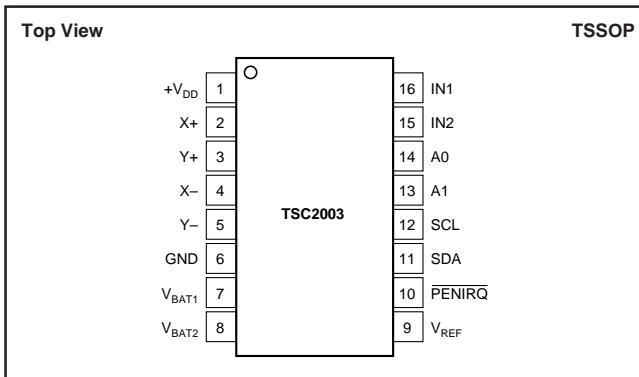 Top View TSSOP
+VDD 1 16 IN1
X+ 2 15 IN2
Y+ 3 14 A0
X– 4 13 A1
TSC2003
Y– 5 12 SCL
GND 6 11 SDA
VBAT1 7 10 PENIRQ
VBAT2 8 9 VREF